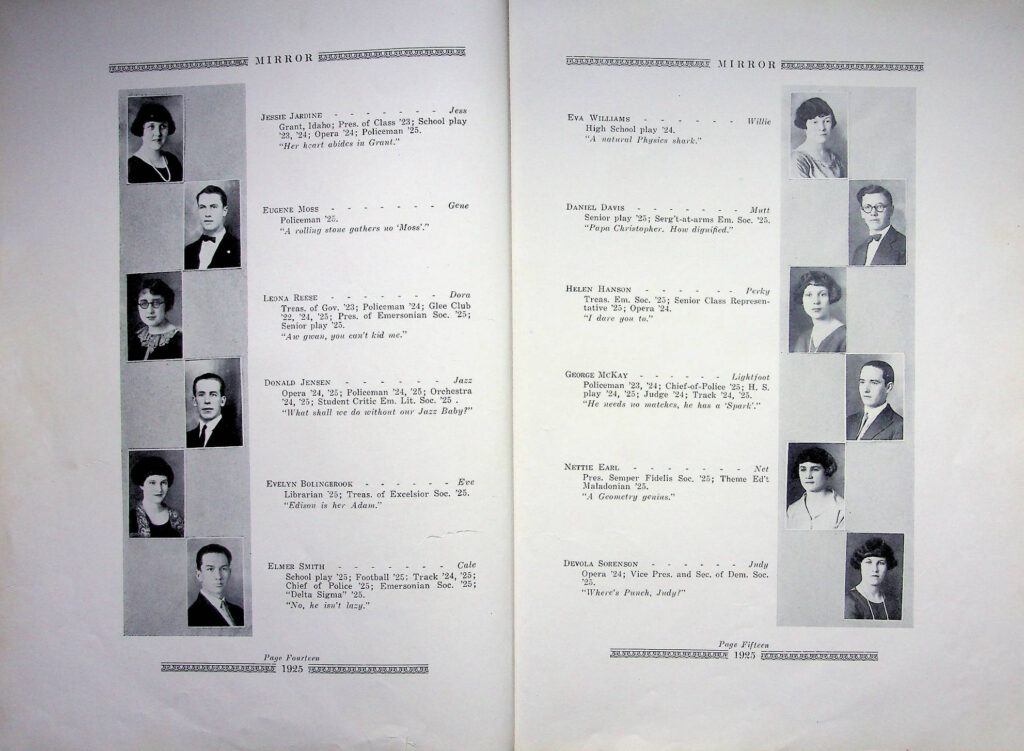 MIRROR
JESSIE JARDINE - - - - - - - Jess
Grant, Idaho; Pres. of Class '23; School play
'23, '24; Opera '24; Policeman '25.
"Her heart abides in Grant."
EUGENE MOSS - - - - - - - Gene
Policeman '25.
"A rolling stone gathers no 'Moss'."
LEONA REESE - - - - - - - Dora
Treas. of Gov. '23; Policeman '24; Glee Club
'22, '24, '25; Pres. of Emersonian Soc. '25;
Senior play '25.
"Aw gwan, you can't kid me."
DONALD JENSEN - - - - - - Jazz
Opera '24, '25; Policeman '24, '25; Orchestra
'24, '25; Student Critic Em. Lit. Soc. '25 .
"What shall we do without our Jazz Baby?"
EVELYN BOLINGBROOK - - - - - - Eve
Librarian '25; Treas. of Excelsior Soc. '25.
"Edison is her Adam."
ELMER SMITH - - - - - - - Cale
School play '25; Football '25; Track '24, '25;
Chief of Police '25; Emersonian Soc. '25;
"Delta Sigma" '25.
"No, he isn't lazy."
Page Fourteen
1925
MIRROR
EVA WILLIAMS - - - - - - Willie
High School play '24.
"A natural Physics shark."
DANIEL DAVIS - - - - - - - Mutt
Senior play '25; Serg't-at-arms Em. Soc. '25.
"Papa Christopher. How dignified."
HELEN HANSON - - - - - - - Perky
Treas. Em. Soc. '25; Senior Class Represen-
tative '25; Opera '24.
"I dare you to."
GEORGE MCKAY - - - - - - Lightfoot
Policeman '23, '24; Chief-of-Police '25; H. S.
play '24, '25; Judge '24; Track '24, '25.
"He needs no matches, he has a 'Spark'."
NETTIE EARL - - - - - - - Net
Pres. Semper Fidelis Soc. '25; Theme Ed't
Maladonian '25.
"A Geometry genius."
DEVOLA SORENSON - - - - - - Judy
Opera '24; Vice Pres. and Sec. of Dem. Soc.
'25.
"Where's Punch, Judy?"
Page Fifteen
1925